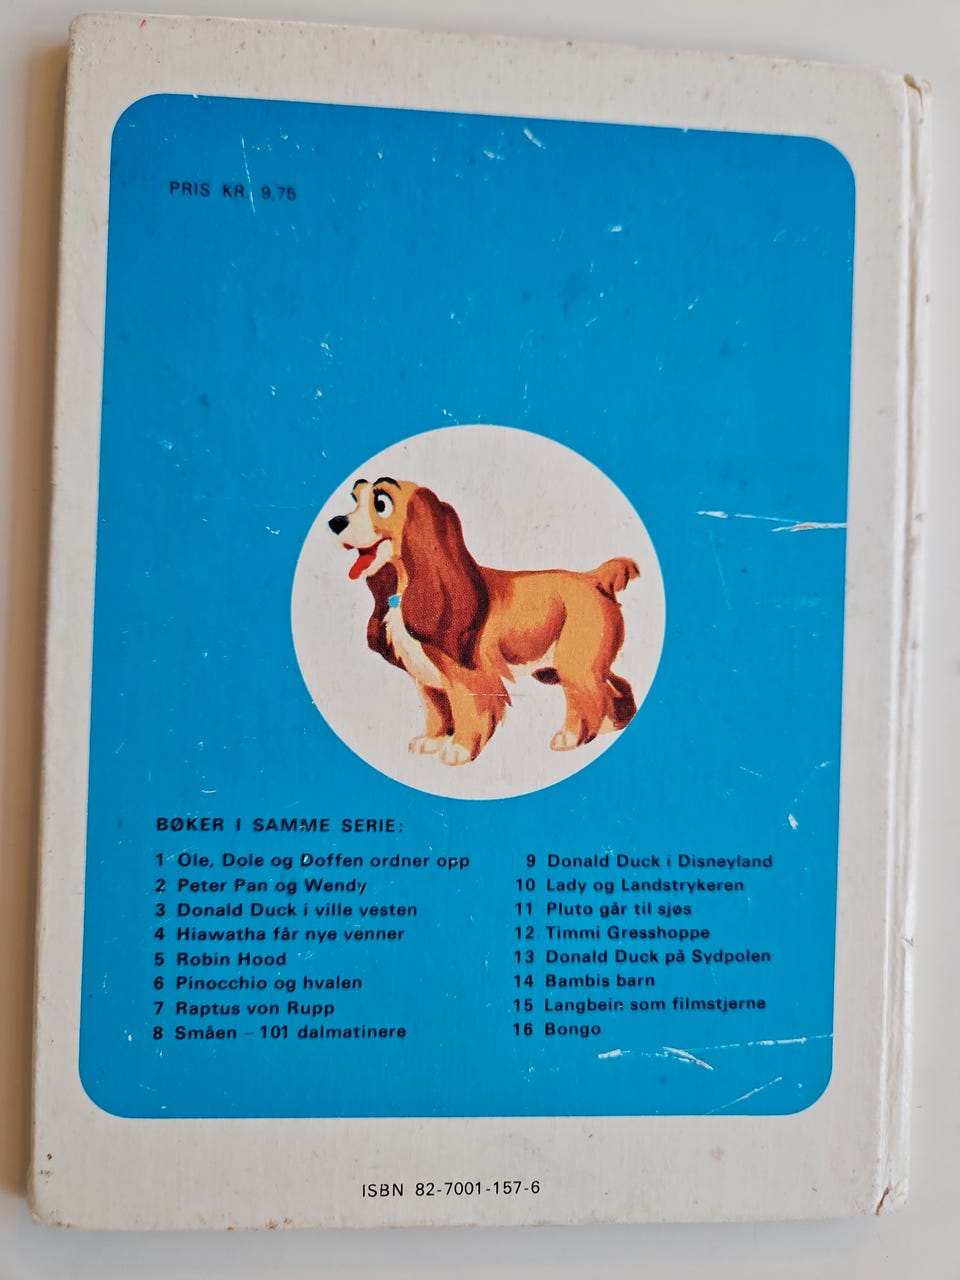 PRIS KR. 9,75
BØKER I SAMME SERIE:
1 Ole, Dole og Doffen ordner opp
2 Peter Pan og Wendy
3 Donald Duck i ville vesten
4 Hiawatha får nye venner
5 Robin Hood
6 Pinocchio og hvalen
7 Raptus von Rupp
8 Småen – 101 dalmatinere
9 Donald Duck i Disneyland
10 Lady og Landstrykeren
11 Pluto går til sjøs
12 Timmi Gresshoppe
13 Donald Duck på Sydpolen
14 Bambis barn
15 Langbein som filmstjerne
16 Bongo
ISBN 82-7001-157-6